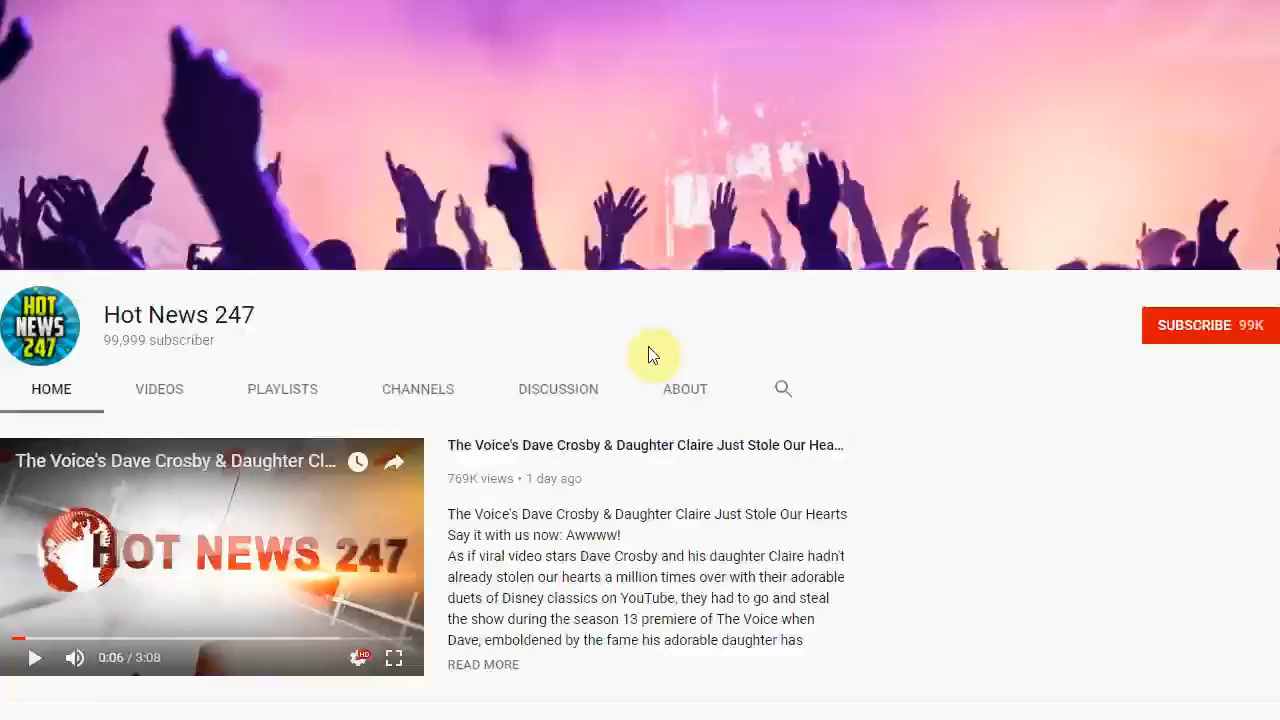 HOT
NEWS
247
Hot News 247
99,999 subscriber
SUBSCRIBE 99K
HOME
VIDEOS
PLAYLISTS
CHANNELS
DISCUSSION
ABOUT
The Voice's Dave Crosby & Daughter Cl...
HOT NEWS 247
0:06 / 3:08
HD
The Voice's Dave Crosby & Daughter Claire Just Stole Our Hea...
769K views • 1 day ago
The Voice's Dave Crosby & Daughter Claire Just Stole Our Hearts
Say it with us now: Awwww!
As if viral video stars Dave Crosby and his daughter Claire hadn't
already stolen our hearts a million times over with their adorable
duets of Disney classics on YouTube, they had to go and steal
the show during the season 13 premiere of The Voice when
Dave, emboldened by the fame his adorable daughter has
READ MORE